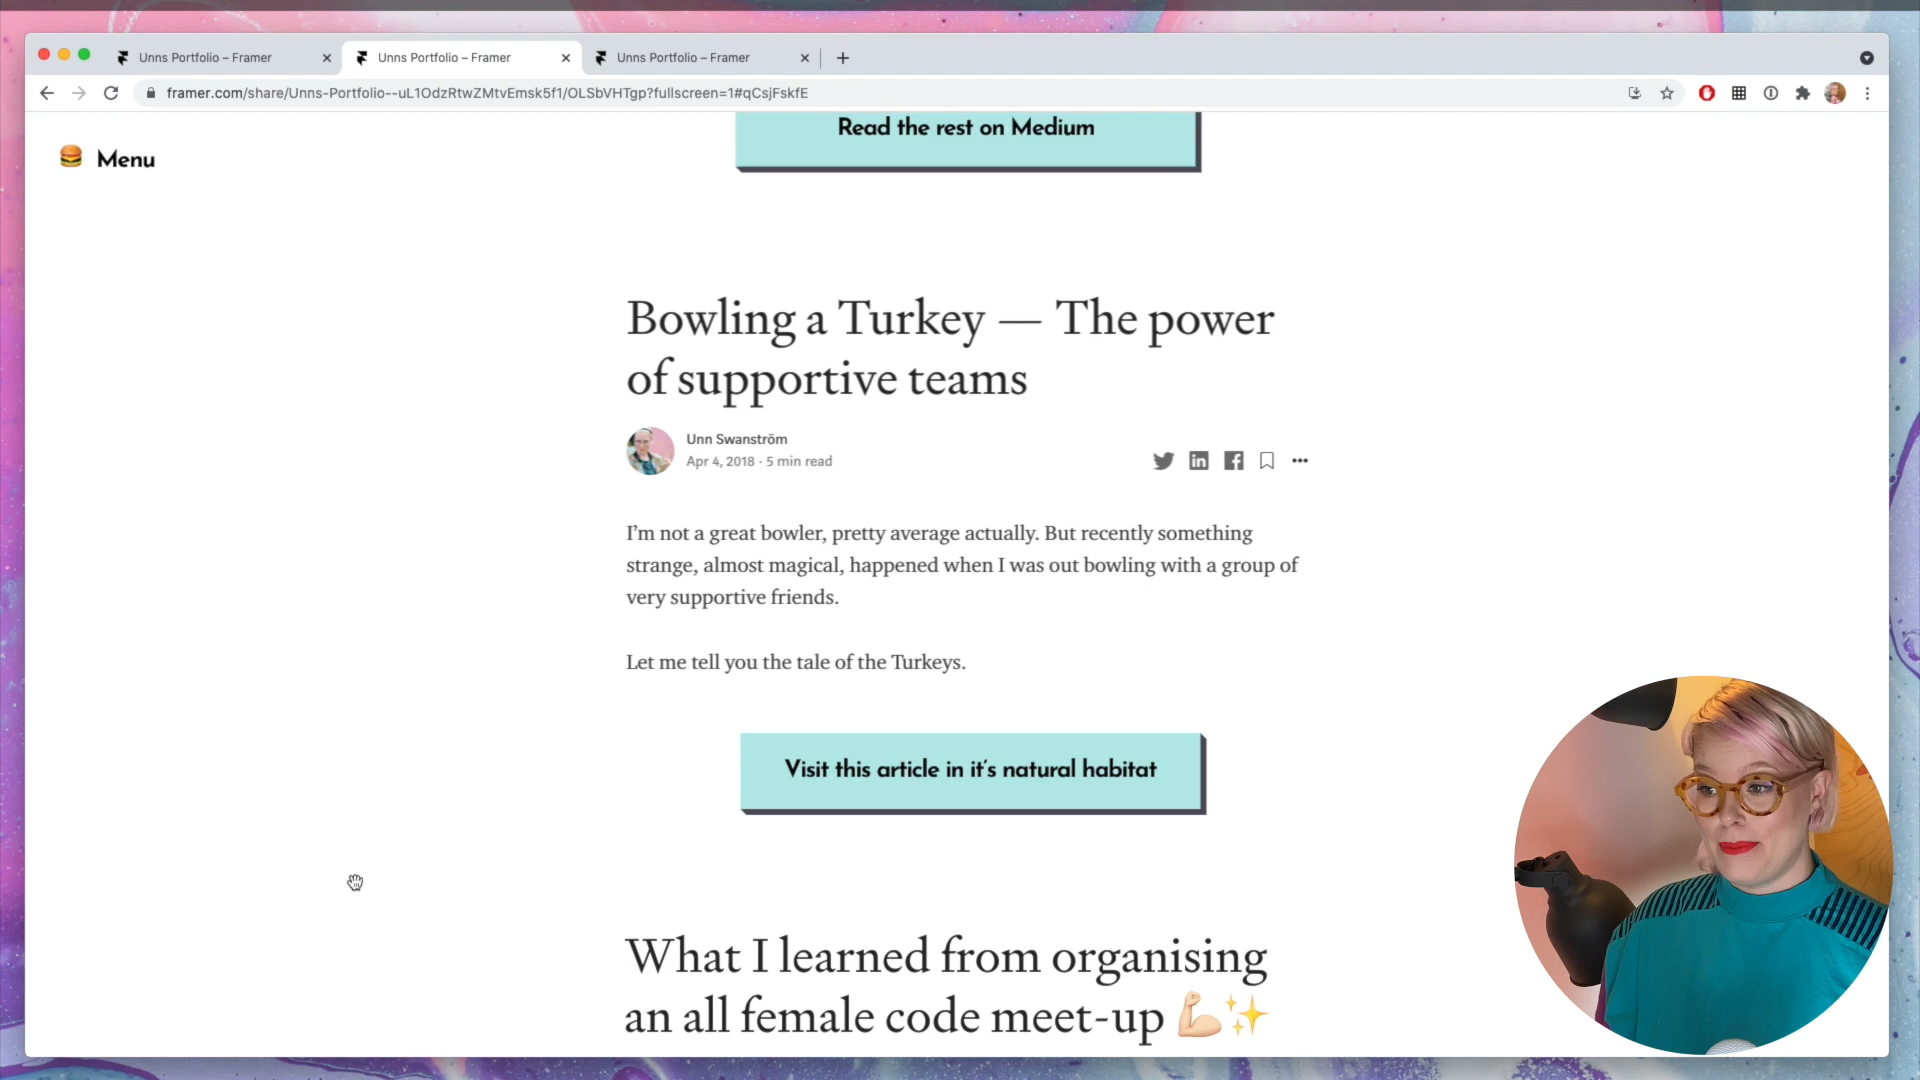 Unns Portfolio – Framer
Unns Portfolio – Framer
Unns Portfolio – Framer
framer.com/share/Unns-Portfolio--uL1OdzRtwZMtvEmsk5f1/OLSbVHTgp?fullscreen=1#qCsjFskfE
🍔 Menu
Read the rest on Medium
Bowling a Turkey — The power
of supportive teams
Unn Swanström
Apr 4, 2018 · 5 min read
I’m not a great bowler, pretty average actually. But recently something
strange, almost magical, happened when I was out bowling with a group of
very supportive friends.
Let me tell you the tale of the Turkeys.
Visit this article in it’s natural habitat
What I learned from organising
an all female code meet-up 💪🏻✨